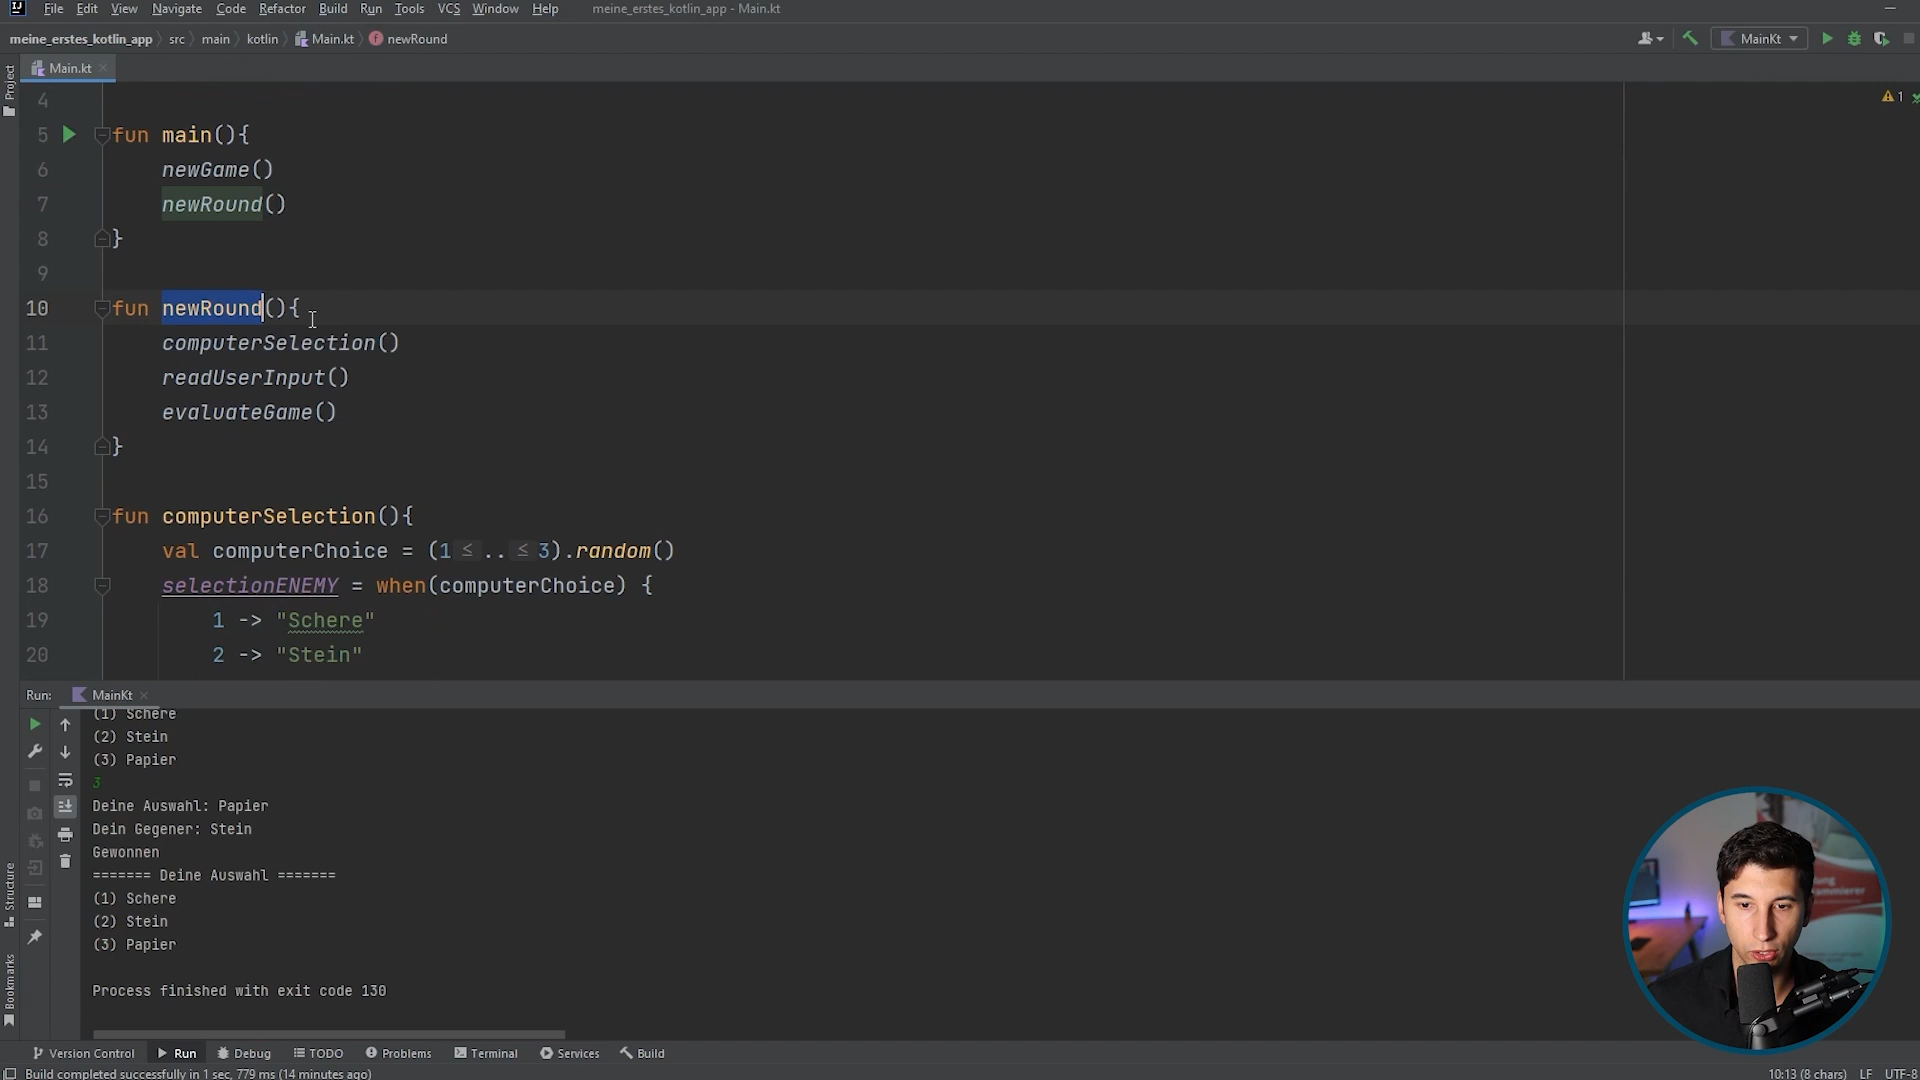 File Edit View Navigate Code Refactor Build Run Tools VCS Window Help meine_erstes_kotlin_app - Main.kt
meine_erstes_kotlin_app src main kotlin Main.kt newRound MainKt
Main.kt
Project
1
4
5 fun main(){
6 newGame()
7 newRound()
8 }
9
10 fun newRound(){
11 computerSelection()
12 readUserInput()
13 evaluateGame()
14 }
15
16 fun computerSelection(){
17 val computerChoice = (1 ≤ .. ≤ 3).random()
18 selectionENEMY = when(computerChoice) {
19 1 -> "Schere"
20 2 -> "Stein"
Run: MainKt
(1) Schere
(2) Stein
(3) Papier
3
Deine Auswahl: Papier
Dein Gegener: Stein
Gewonnen
======= Deine Auswahl =======
(1) Schere
(2) Stein
(3) Papier
Process finished with exit code 130
Structure
Bookmarks
Version Control Run Debug TODO Problems Terminal Services Build
Build completed successfully in 1 sec, 779 ms (14 minutes ago) 10:13 (8 chars) LF UTF-8